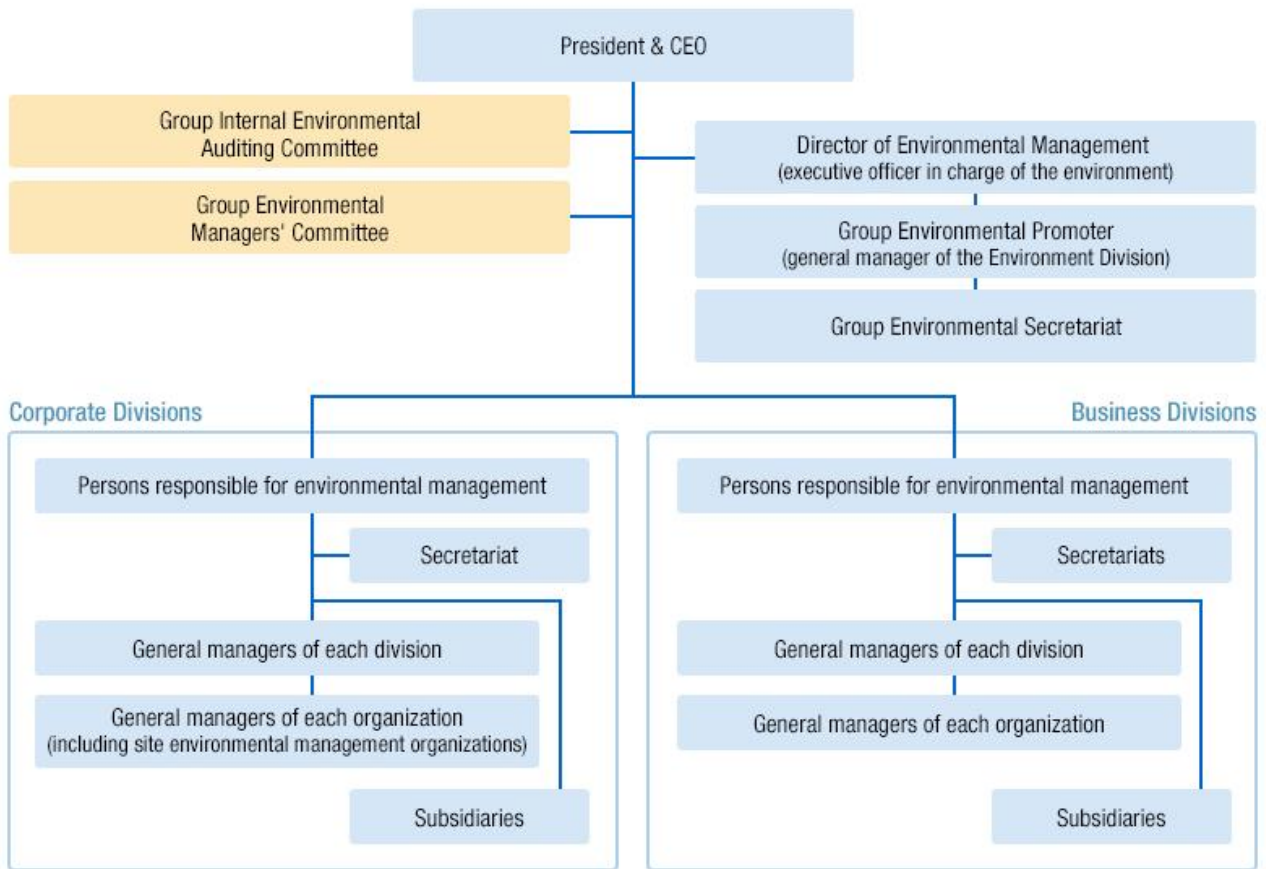 President & CEO
Group Internal Environmental
Auditing Committee
Director of Environmental Management
(executive officer in charge of the environment)
Group Environmental
Managers' Committee
Group Environmental Promoter
(general manager of the Environment Division)
Group Environmental Secretariat
Corporate Divisions
Persons responsible for environmental management
Secretariat
General managers of each division
General managers of each organization
(including site environmental management organizations)
Subsidiaries
Business Divisions
Persons responsible for environmental management
Secretariats
General managers of each division
General managers of each organization
Subsidiaries